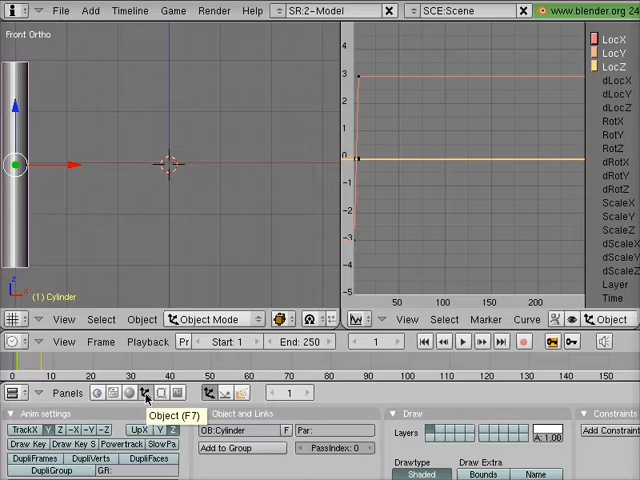 File Add Timeline Game Render Help SR:2-Model SCE:Scene www.blender.org 24
Front Ortho
(1) Cylinder
z
x
4
3
2
1
0
-1
-2
-3
-5
50 100 150 200
LocX
LocY
LocZ
dLocX
dLocY
dLocZ
RotX
RotY
RotZ
dRotX
dRotY
dRotZ
ScaleX
ScaleY
ScaleZ
dScaleX
dScaleY
dScaleZ
Layer
Time
View Select Object Object Mode View Select Marker Curve Object
View Frame Playback Pr Start: 1 End: 250
0 10 20 30 40 50 60 70 80 90 100 110 120 130
Panels 1
Object (F7)
Anim settings Object and Links Draw Constraints
TrackX Y Z -X -Y -Z UpX Y Z OB:Cylinder F Par: Layers Add Constraint
Draw Key Draw Key S Powertrack SlowPa Add to Group PassIndex: 0 A: 1.00
DupliFrames DupliVerts DupliFaces Drawtype Draw Extra
DupliGroup GR: Shaded Bounds Name